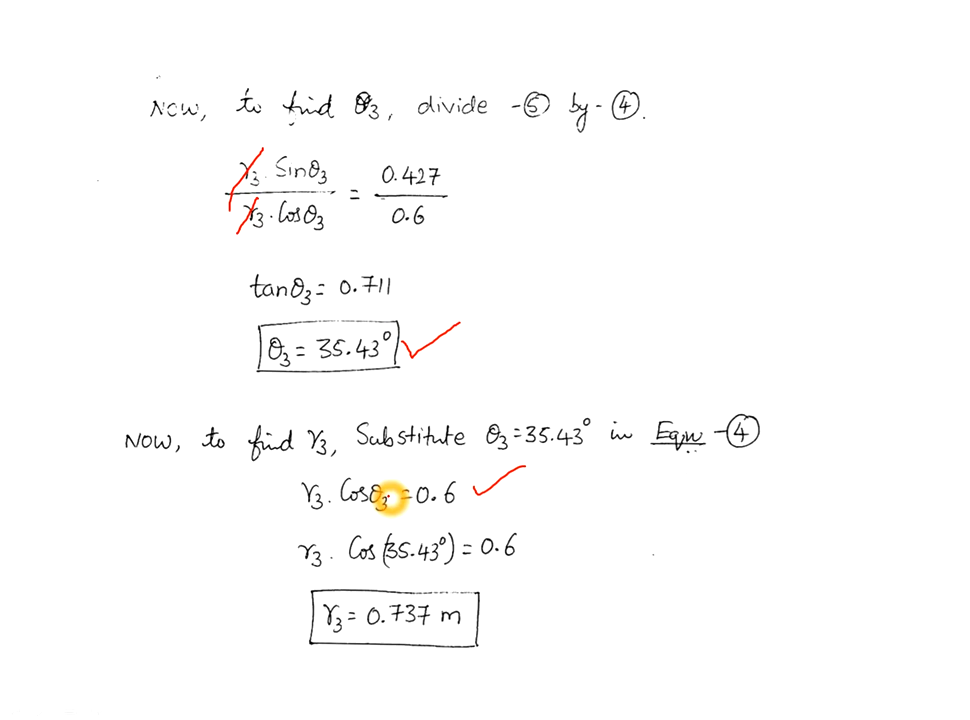 Now, to find θ3, divide -⑤ by -④.
r3. Sinθ3 / r3. Cosθ3 = 0.427 / 0.6
tanθ3 = 0.711
θ3 = 35.43°
Now, to find r3, Substitute θ3 = 35.43° in Eqn -④
r3. Cosθ3 = 0.6
r3. Cos(35.43°) = 0.6
r3 = 0.737 m